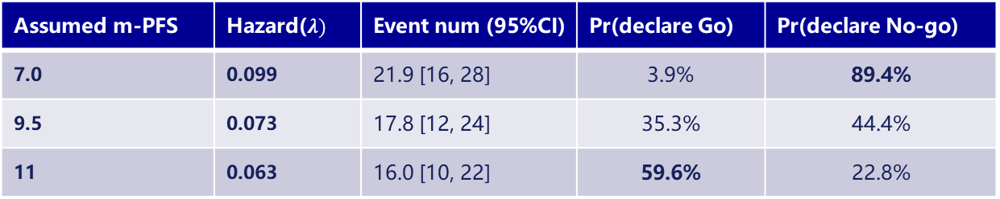 Assumed m-PFS Hazard(λ) Event num (95%CI) Pr(declare Go) Pr(declare No-go)
7.0 0.099 21.9 [16, 28] 3.9% 89.4%
9.5 0.073 17.8 [12, 24] 35.3% 44.4%
11 0.063 16.0 [10, 22] 59.6% 22.8%